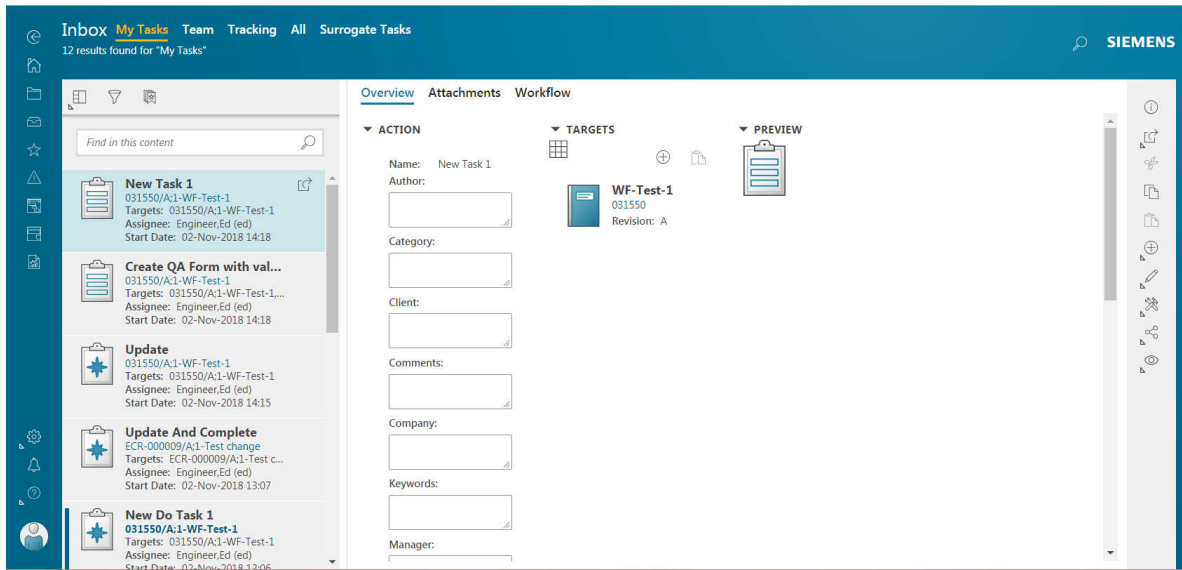 Inbox My Tasks Team Tracking All Surrogate Tasks
12 results found for "My Tasks"
SIEMENS
Find in this content
New Task 1
031550/A;1-WF-Test-1
Targets: 031550/A;1-WF-Test-1
Assignee: Engineer,Ed (ed)
Start Date: 02-Nov-2018 14:18
Create QA Form with val...
031550/A;1-WF-Test-1
Targets: 031550/A;1-WF-Test-1,...
Assignee: Engineer,Ed (ed)
Start Date: 02-Nov-2018 14:18
Update
031550/A;1-WF-Test-1
Targets: 031550/A;1-WF-Test-1
Assignee: Engineer,Ed (ed)
Start Date: 02-Nov-2018 14:15
Update And Complete
ECR-000009/A;1-Test change
Targets: ECR-000009/A;1-Test c...
Assignee: Engineer,Ed (ed)
Start Date: 02-Nov-2018 13:07
New Do Task 1
031550/A;1-WF-Test-1
Targets: 031550/A;1-WF-Test-1
Assignee: Engineer,Ed (ed)
Start Date: 02-Nov-2018 13:06
Overview Attachments Workflow
ACTION
Name: New Task 1
Author:
Category:
Client:
Comments:
Company:
Keywords:
Manager:
TARGETS
WF-Test-1
031550
Revision: A
PREVIEW